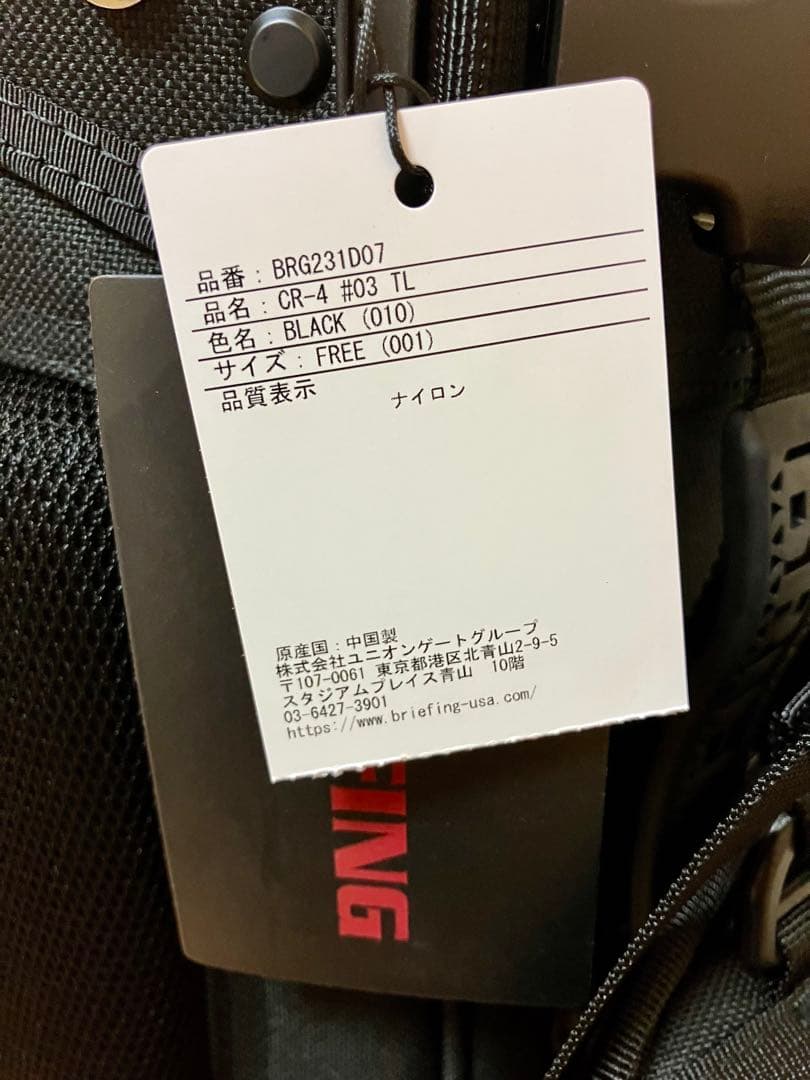 品番 : BRG231D07
品名 : CR-4 #03 TL
色名 : BLACK (010)
サイズ : FREE (001)
品質表示 ナイロン
原産国 : 中国製
株式会社ユニオンゲートグループ
〒107-0061 東京都港区北青山2-9-5
スタジアムプレイス青山 10階
03-6427-3901
https://www.briefing-usa.com/
FING